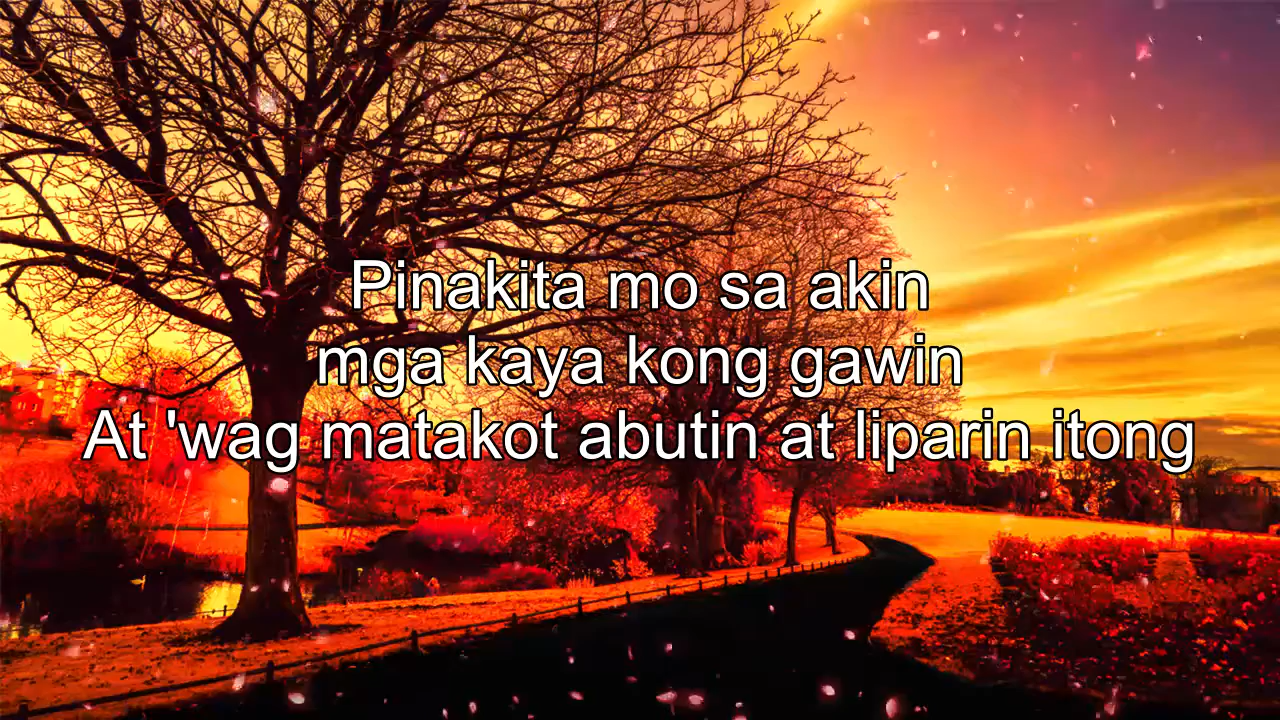 Pinakita mo sa akin
mga kaya kong gawin
At 'wag matakot abutin at liparin itong